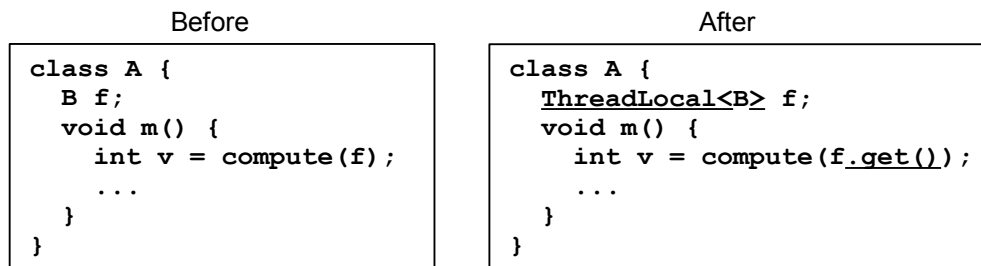 Before
class A {
B f;
void m() {
int v = compute(f);
...
}
}
After
class A {
ThreadLocal<B> f;
void m() {
int v = compute(f.get());
...
}
}